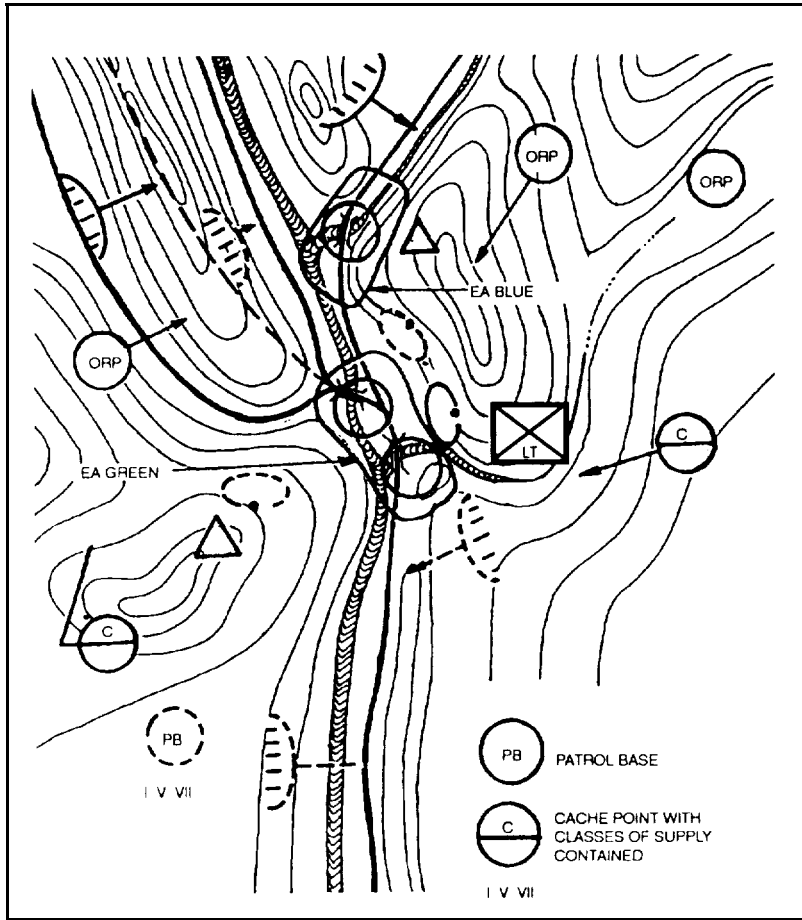 ORP
ORP
EA BLUE
ORP
LT
C
EA GREEN
C
PB
I V VII
PB
PATROL BASE
C
CACHE POINT WITH
CLASSES OF SUPPLY
CONTAINED
I V VII